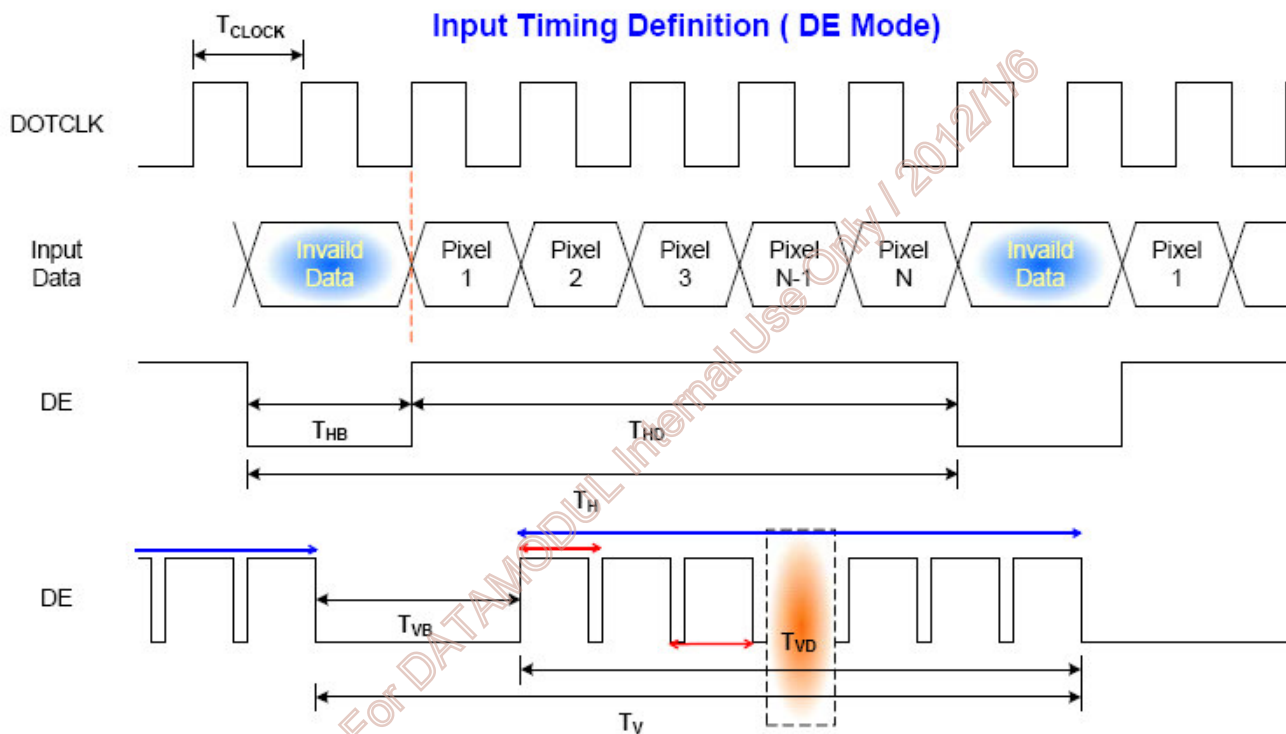 Input Timing Definition ( DE Mode)
TCLOCK
DOTCLK
Input
Data
Invaild
Data
Pixel
1
Pixel
2
Pixel
3
Pixel
N-1
Pixel
N
Invaild
Data
Pixel
1
DE
THB
THD
TH
DE
TVB
TVD
TV
For DATAMODUL Internal Use Only / 2012/1/6